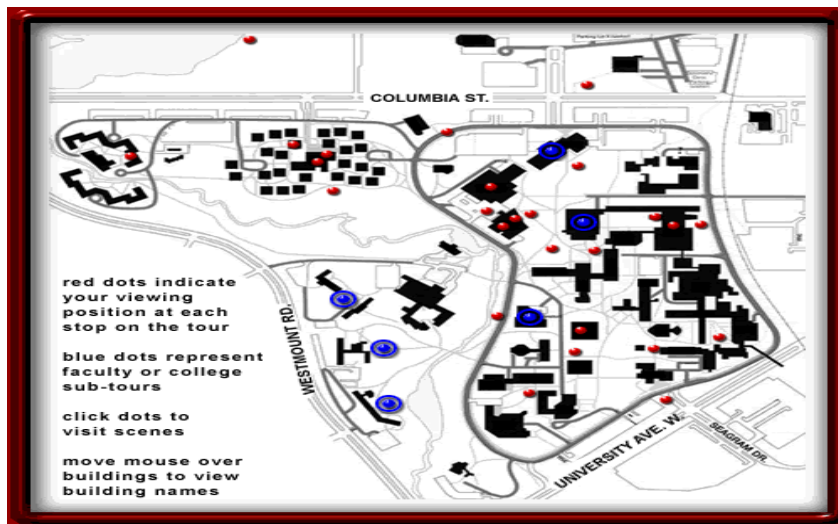 COLUMBIA ST.
red dots indicate
your viewing
position at each
stop on the tour
blue dots represent
faculty or college
sub-tours
click dots to
visit scenes
move mouse over
buildings to view
building names
WESTMOUNT RD.
UNIVERSITY AVE. W.
SEAGRAM DR.